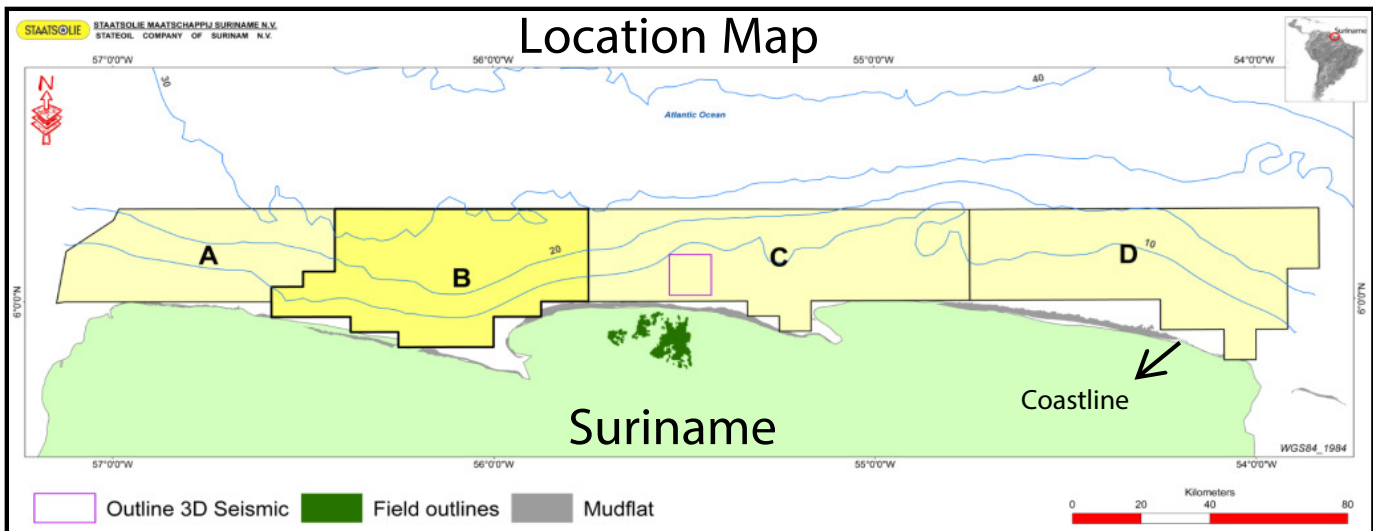 STAATSOLIE
STAATSOLIE MAATSCHAPPIJ SURINAME N.V.
STATEOIL COMPANY OF SURINAM N.V.
Location Map
Suriname
57°0'0"W
56°0'0"W
55°0'0"W
54°0'0"W
N
30
40
Atlantic Ocean
A
B
C
D
20
10
6°0'0"N
6°0'0"N
Coastline
Suriname
WGS84_1984
57°0'0"W
56°0'0"W
55°0'0"W
54°0'0"W
Outline 3D Seismic
Field outlines
Mudflat
Kilometers
0 20 40 60 80